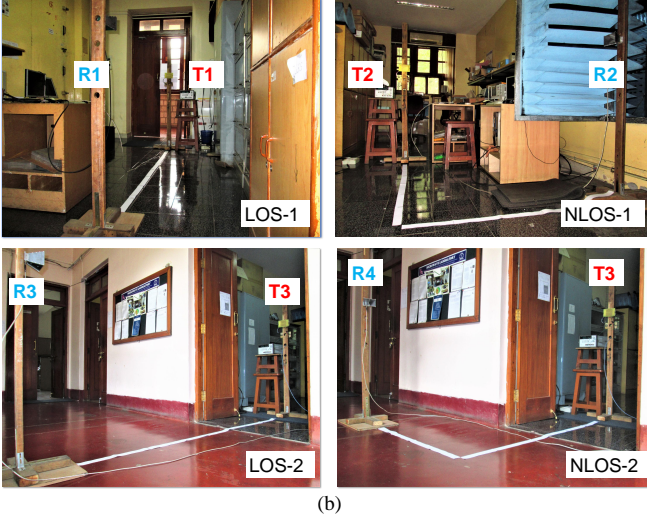 R1 T1
LOS-1
T2 R2
NLOS-1
R3 T3
LOS-2
R4 T3
NLOS-2
(b)